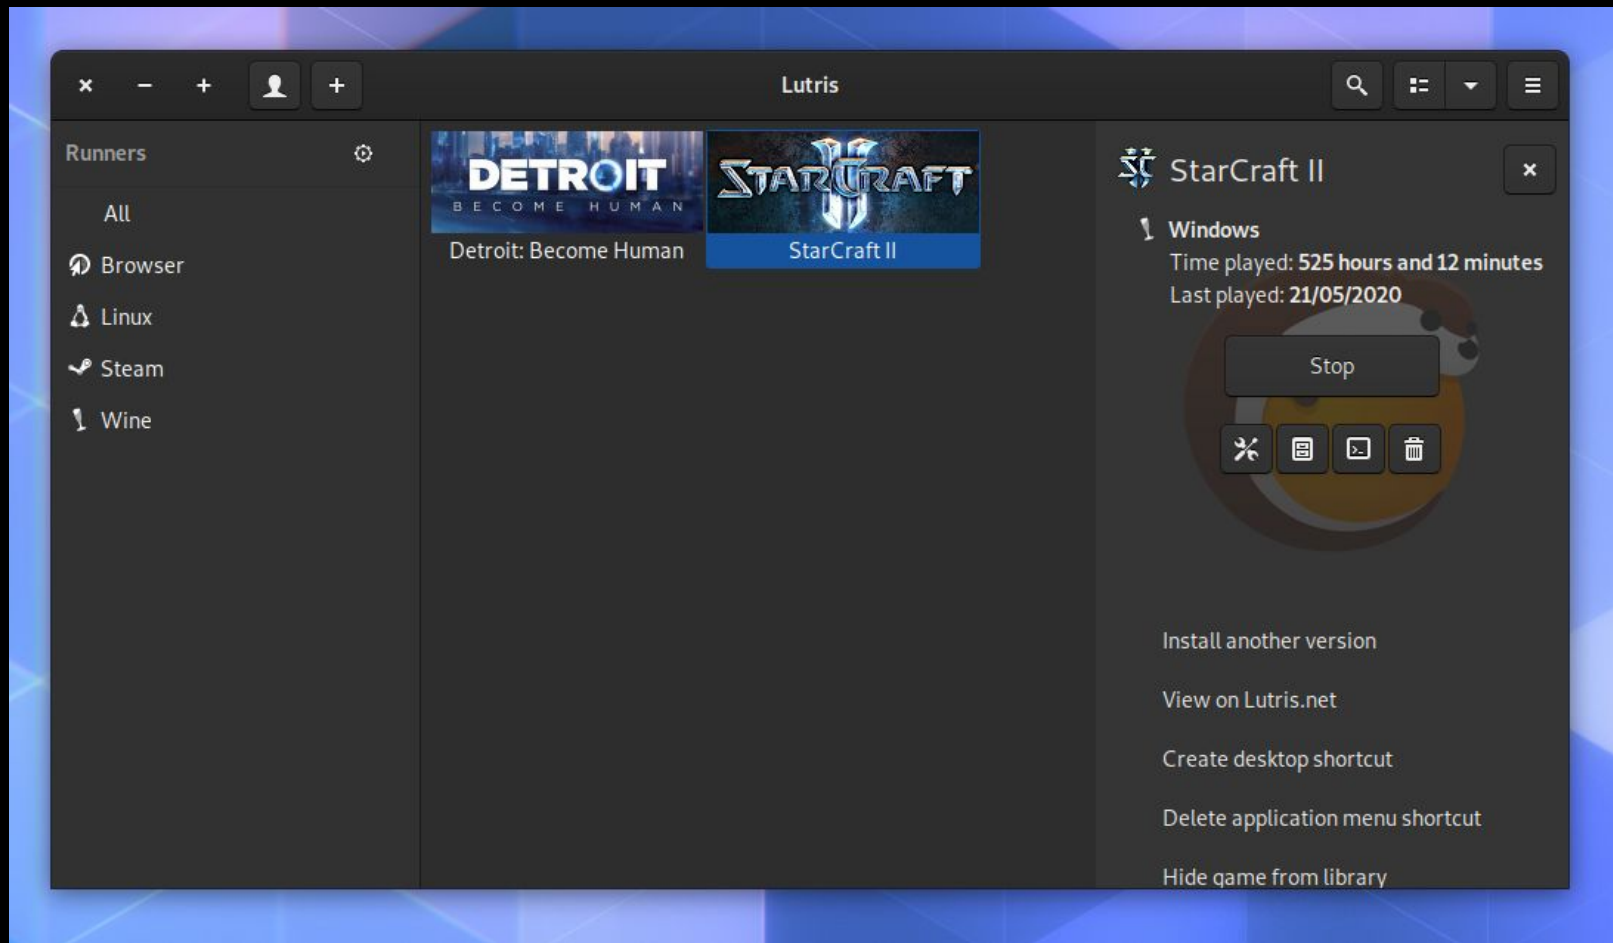 Lutris
Runners
All
Browser
Linux
Steam
Wine
DETROIT
BECOME HUMAN
Detroit: Become Human
STARCRAFT
II
StarCraft II
StarCraft II
Windows
Time played: 525 hours and 12 minutes
Last played: 21/05/2020
Stop
Install another version
View on Lutris.net
Create desktop shortcut
Delete application menu shortcut
Hide game from library